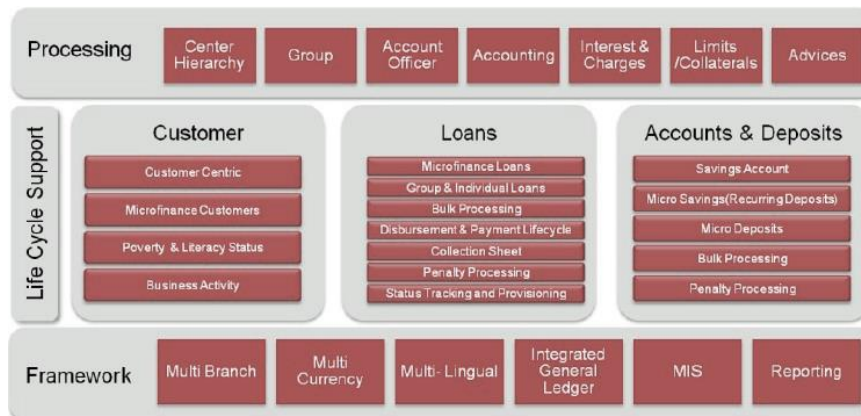 Processing
Center
Hierarchy
Group
Account
Officer
Accounting
Interest &
Charges
Limits
/Collaterals
Advices
Life Cycle Support
Customer
Customer Centric
Microfinance Customers
Poverty & Literacy Status
Business Activity
Loans
Microfinance Loans
Group & Individual Loans
Bulk Processing
Disbursement & Payment Lifecycle
Collection Sheet
Penalty Processing
Status Tracking and Provisioning
Accounts & Deposits
Savings Account
Micro Savings(Recurring Deposits)
Micro Deposits
Bulk Processing
Penalty Processing
Framework
Multi Branch
Multi
Currency
Multi- Lingual
Integrated
General
Ledger
MIS
Reporting